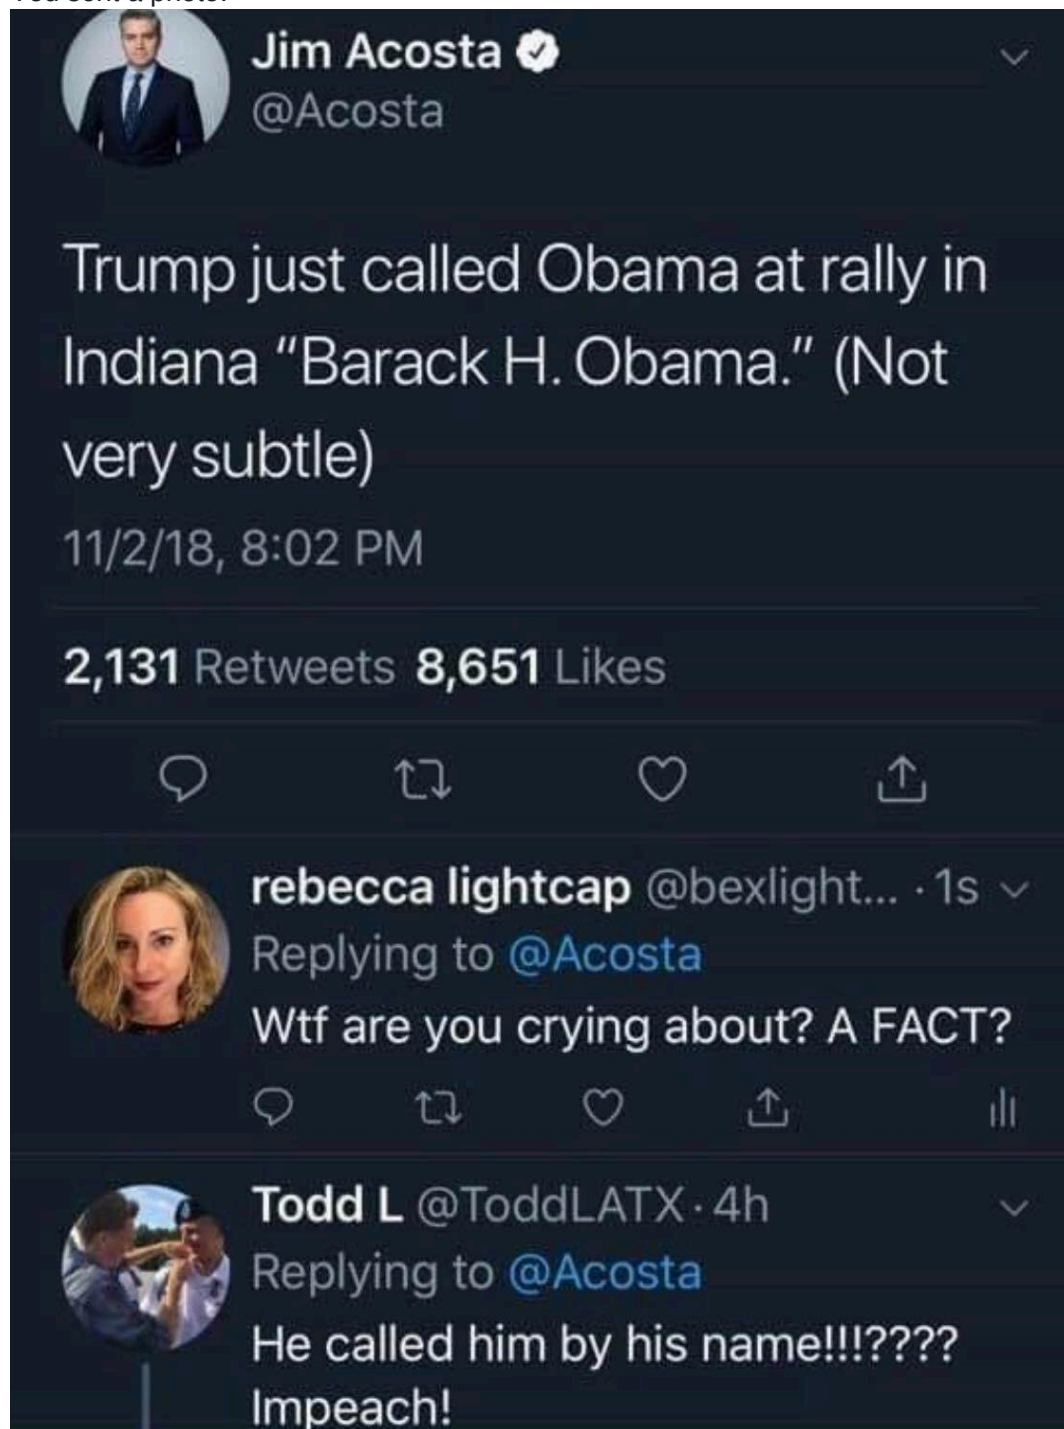 Jim Acosta
@Acosta
Trump just called Obama at rally in
Indiana "Barack H. Obama." (Not
very subtle)
11/2/18, 8:02 PM
2,131 Retweets 8,651 Likes
rebecca lightcap @bexlight... · 1s
Replying to @Acosta
Wtf are you crying about? A FACT?
Todd L @ToddLATX · 4h
Replying to @Acosta
He called him by his name!!!????
Impeach!